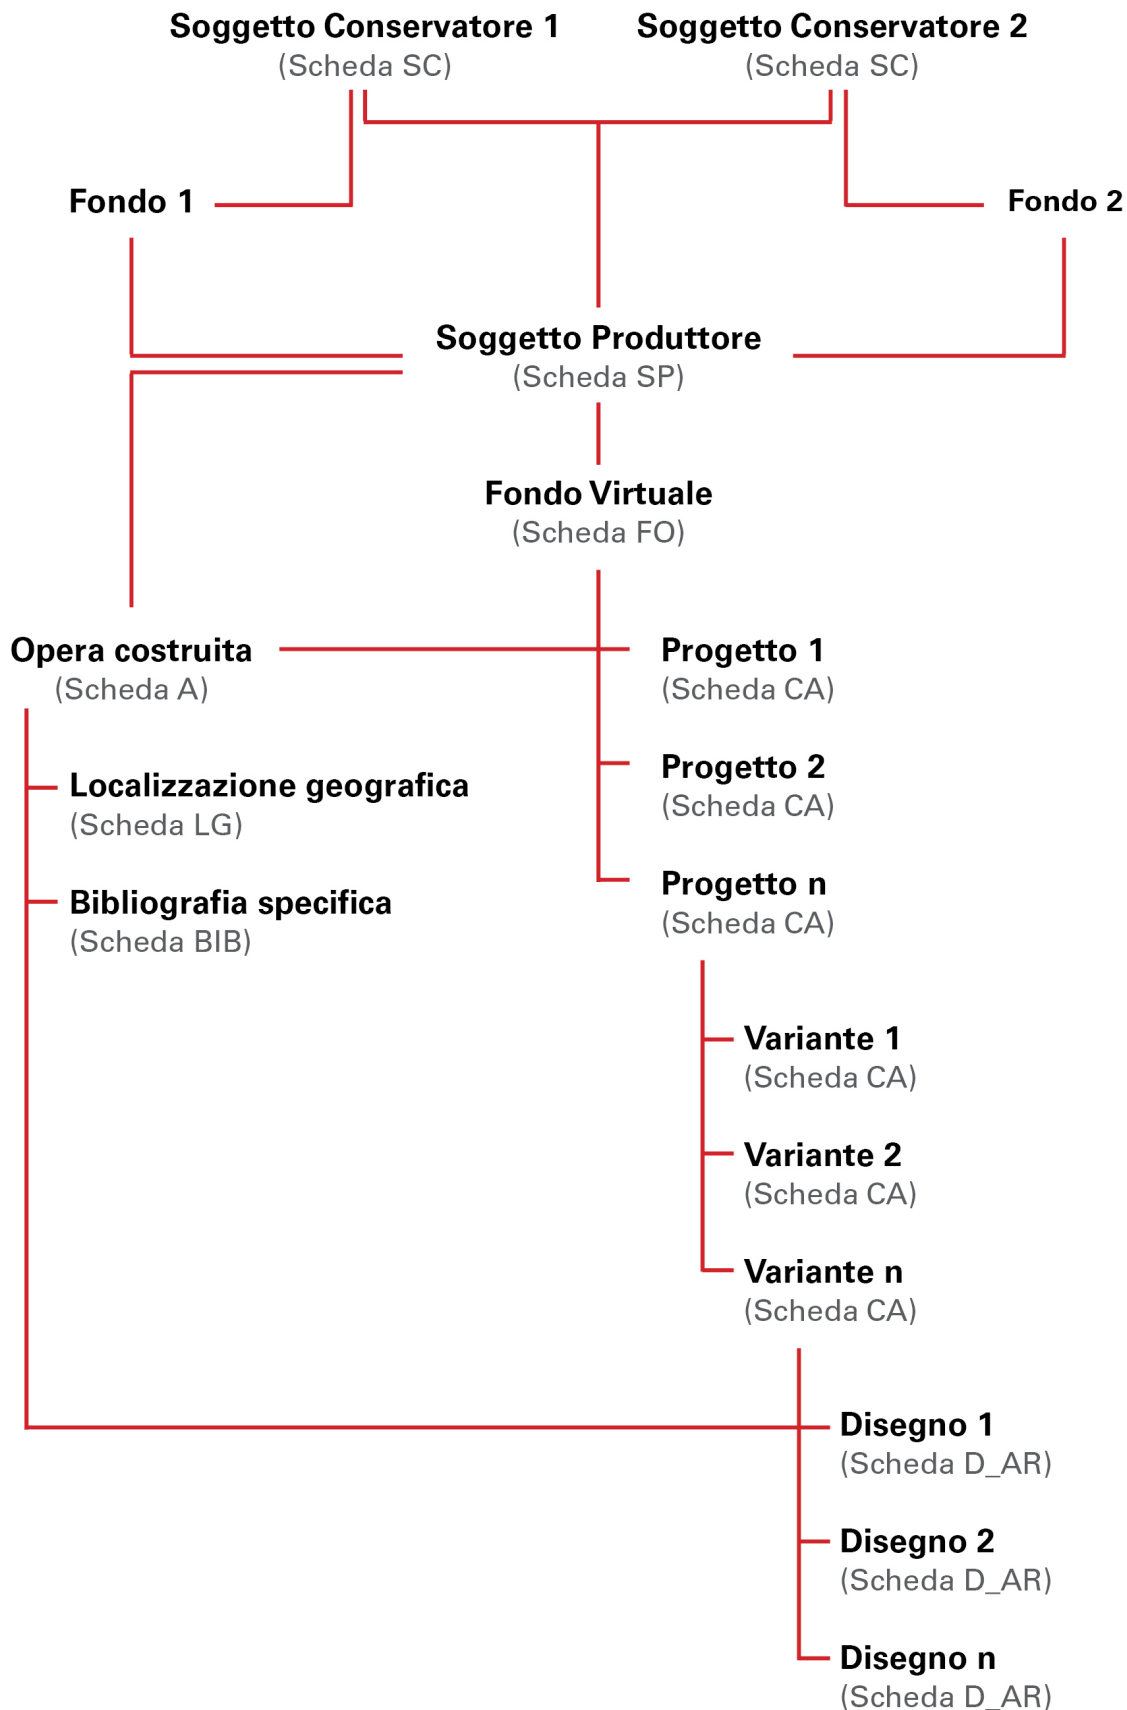 Soggetto Conservatore 1
(Scheda SC)
Soggetto Conservatore 2
(Scheda SC)
Fondo 1
Fondo 2
Soggetto Produttore
(Scheda SP)
Fondo Virtuale
(Scheda FO)
Opera costruita
(Scheda A)
Localizzazione geografica
(Scheda LG)
Bibliografia specifica
(Scheda BIB)
Progetto 1
(Scheda CA)
Progetto 2
(Scheda CA)
Progetto n
(Scheda CA)
Variante 1
(Scheda CA)
Variante 2
(Scheda CA)
Variante n
(Scheda CA)
Disegno 1
(Scheda D_AR)
Disegno 2
(Scheda D_AR)
Disegno n
(Scheda D_AR)